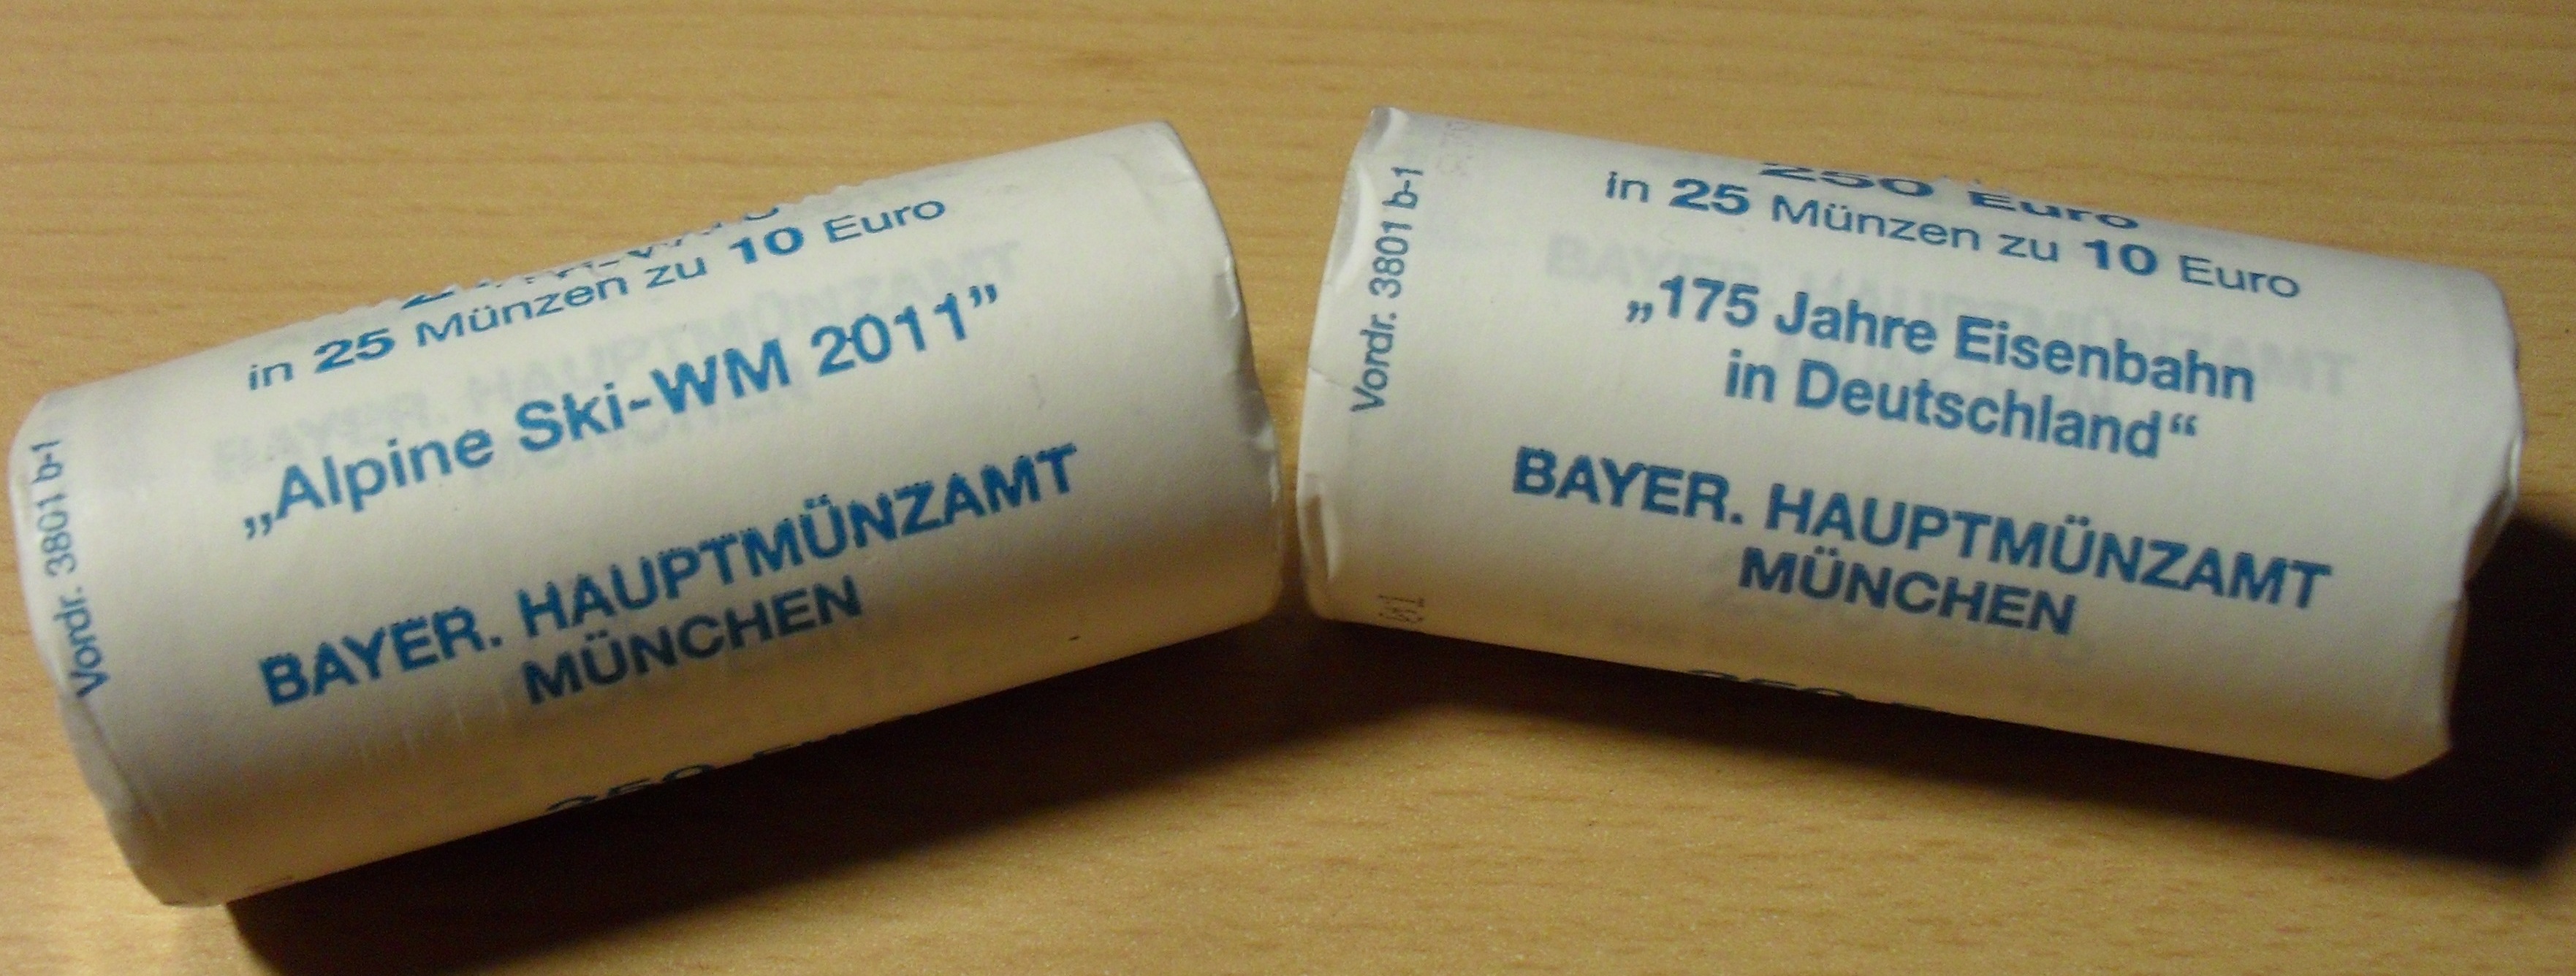 in 25 Münzen zu 10 Euro
„Alpine Ski-WM 2011”
BAYER. HAUPTMÜNZAMT
MÜNCHEN
Vordr. 3801 b-1
250 Euro
in 25 Münzen zu 10 Euro
„175 Jahre Eisenbahn
in Deutschland“
BAYER. HAUPTMÜNZAMT
MÜNCHEN
Vordr. 3801 b-1